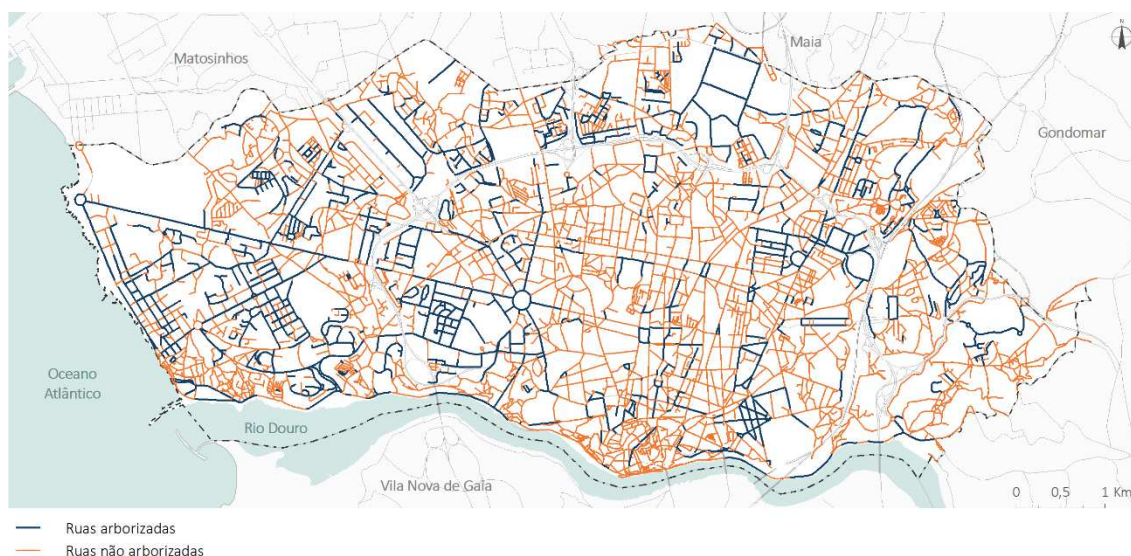 Matosinhos
Maia
Gondomar
Oceano
Atlântico
Rio Douro
Vila Nova de Gaia
0 0,5 1 Km
Ruas arborizadas
Ruas não arborizadas